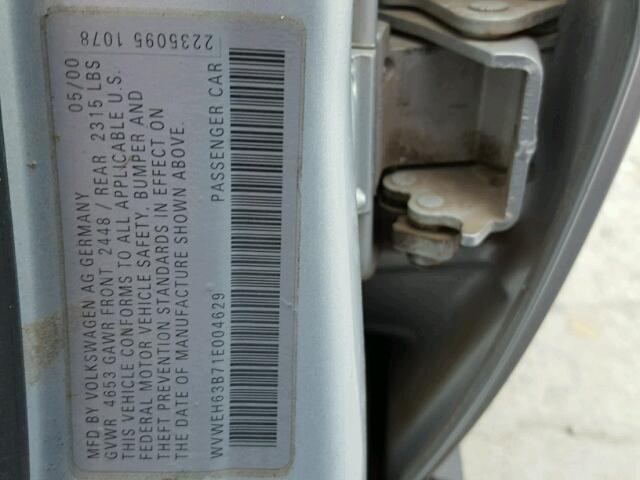 MFD BY VOLKSWAGEN AG GERMANY 05/00
GVWR 4653 GAWR FRONT 2448 / REAR 2315 LBS
THIS VEHICLE CONFORMS TO ALL APPLICABLE U.S.
FEDERAL MOTOR VEHICLE SAFETY, BUMPER AND
THEFT PREVENTION STANDARDS IN EFFECT ON
THE DATE OF MANUFACTURE SHOWN ABOVE.
2235095 1078
WVWEH63B71E004629 PASSENGER CAR